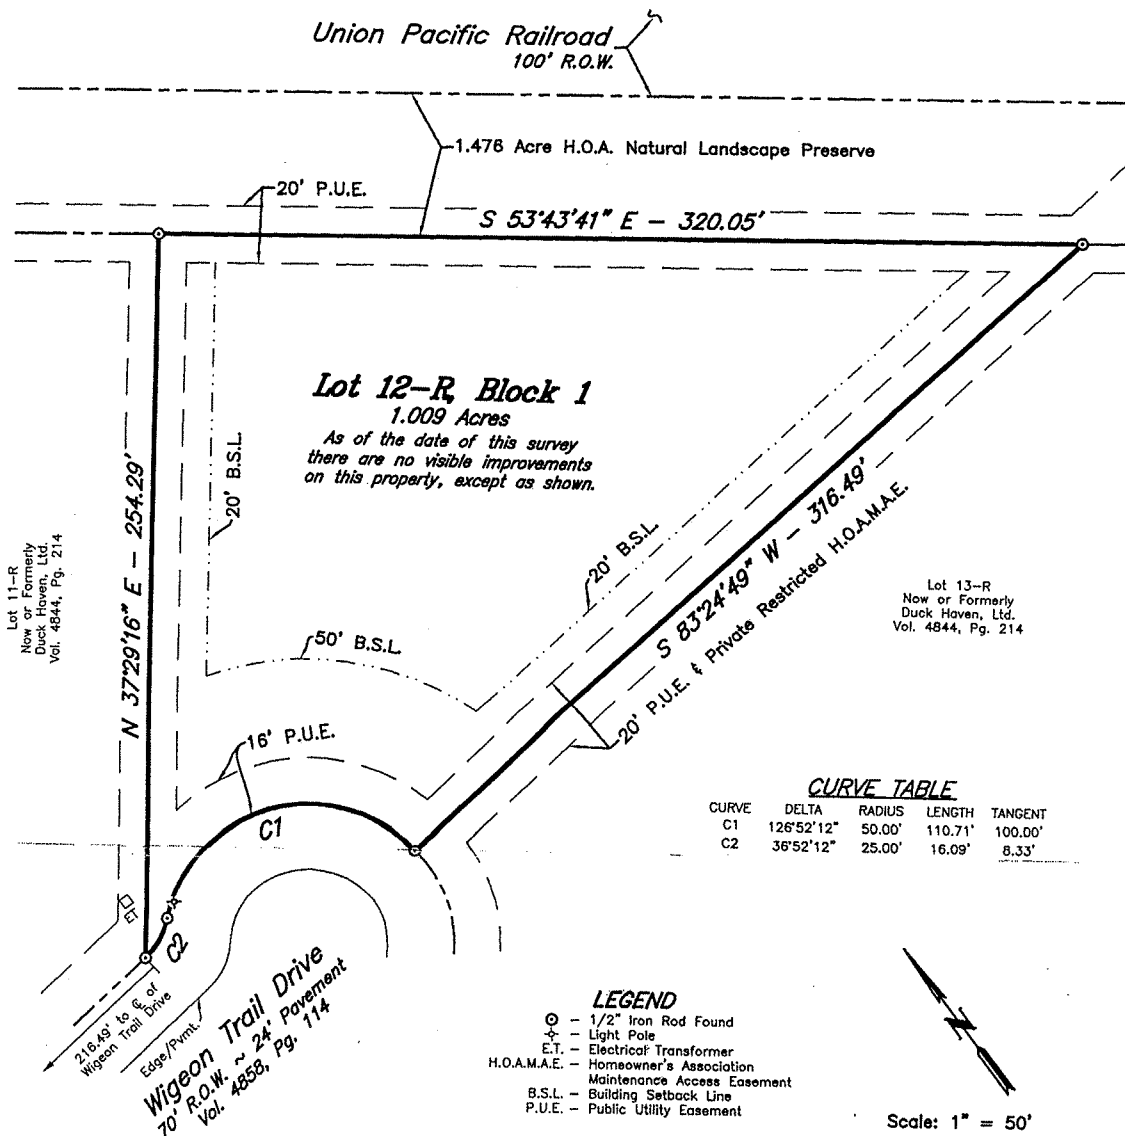 Union Pacific Railroad
100' R.O.W.
1.476 Acre H.O.A. Natural Landscape Preserve
20' P.U.E.
S 53°43'41" E - 320.05'
Lot 12-R, Block 1
1.009 Acres
As of the date of this survey
there are no visible improvements
on this property, except as shown.
20' B.S.L.
N 37°29'16" E - 254.29'
Lot 11-R
Now or Formerly
Duck Haven, Ltd.
Vol. 4844, Pg. 214
20' B.S.L.
S 83°24'49" W - 316.49'
20' P.U.E. & Private Restricted H.O.A.M.A.E.
Lot 13-R
Now or Formerly
Duck Haven, Ltd.
Vol. 4844, Pg. 214
50' B.S.L.
16' P.U.E.
C1
C2
ET
CURVE TABLE
CURVE DELTA RADIUS LENGTH TANGENT
C1 126°52'12" 50.00' 110.71' 100.00'
C2 36°52'12" 25.00' 16.09' 8.33'
216.49' to ℄ of
Wigeon Trail Drive
Edge/Pvmt.
Wigeon Trail Drive
70' R.O.W. ~ 24' Pavement
Vol. 4858, Pg. 114
LEGEND
- 1/2" Iron Rod Found
- Light Pole
E.T. - Electrical Transformer
H.O.A.M.A.E. - Homeowner's Association
Maintenance Access Easement
B.S.L. - Building Setback Line
P.U.E. - Public Utility Easement
N
Scale: 1" = 50'